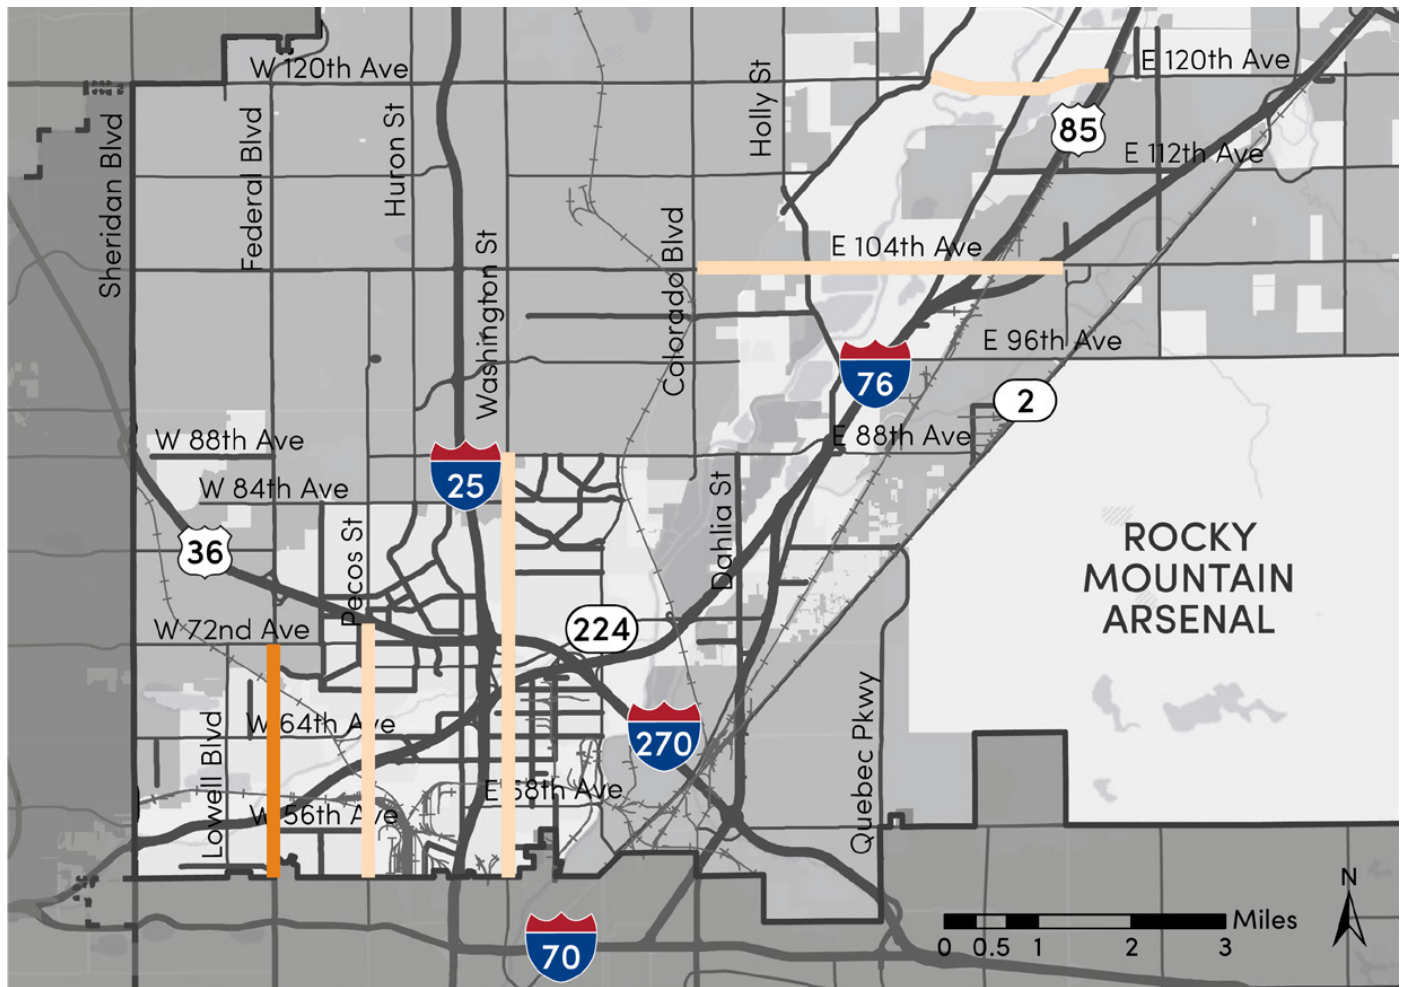 W 120th Ave
E 120th Ave
Holly St
Sheridan Blvd
Federal Blvd
Huron St
85
E 112th Ave
Washington St
Colorado Blvd
E 104th Ave
E 96th Ave
76
2
W 88th Ave
E 88th Ave
25
W 84th Ave
Dahlia St
36
Pecos St
ROCKY
MOUNTAIN
ARSENAL
224
W 72nd Ave
Lowell Blvd
W 64th Ave
270
Quebec Pkwy
E 58th Ave
W 56th Ave
N
Miles
0 0.5 1 2 3
70